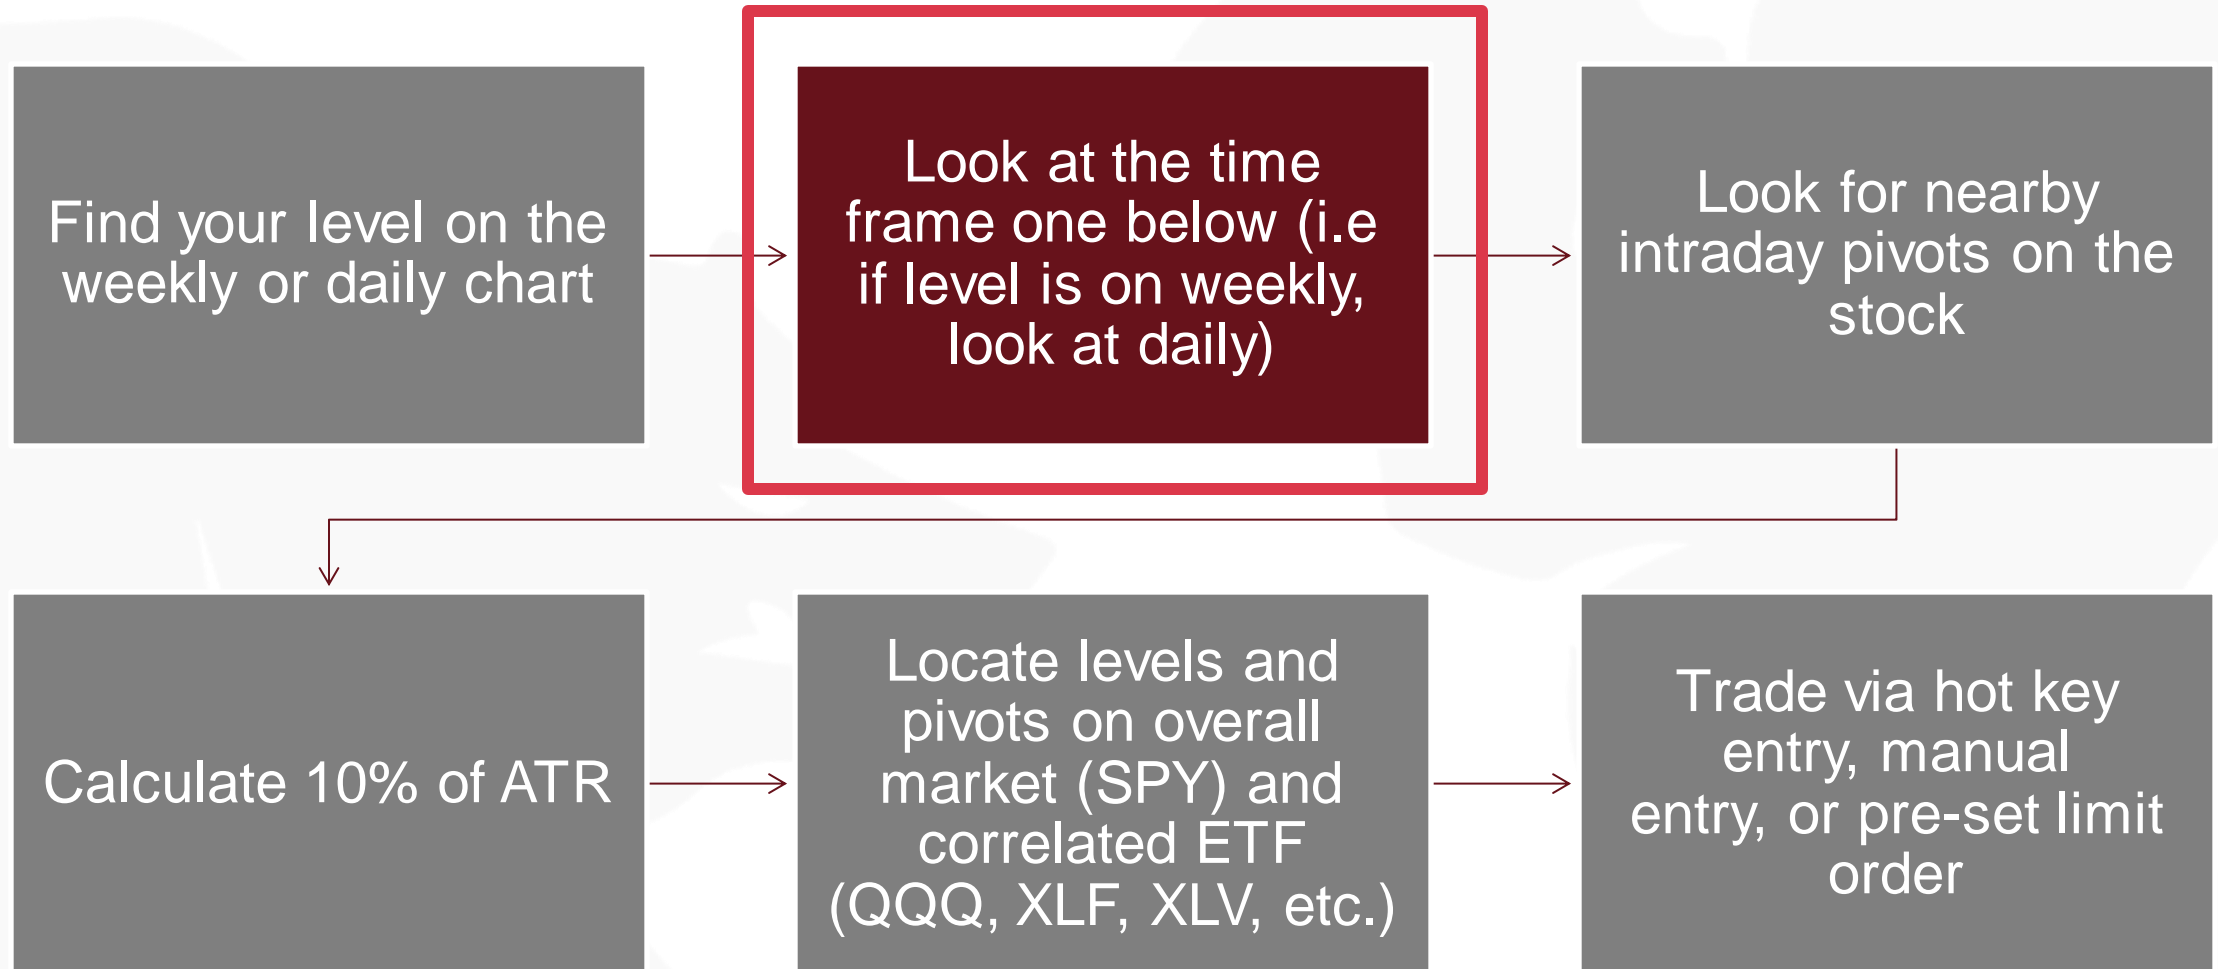 Find your level on the
weekly or daily chart
Look at the time
frame one below (i.e
if level is on weekly,
look at daily)
Look for nearby
intraday pivots on the
stock
Calculate 10% of ATR
Locate levels and
pivots on overall
market (SPY) and
correlated ETF
(QQQ, XLF, XLV, etc.)
Trade via hot key
entry, manual
entry, or pre-set limit
order